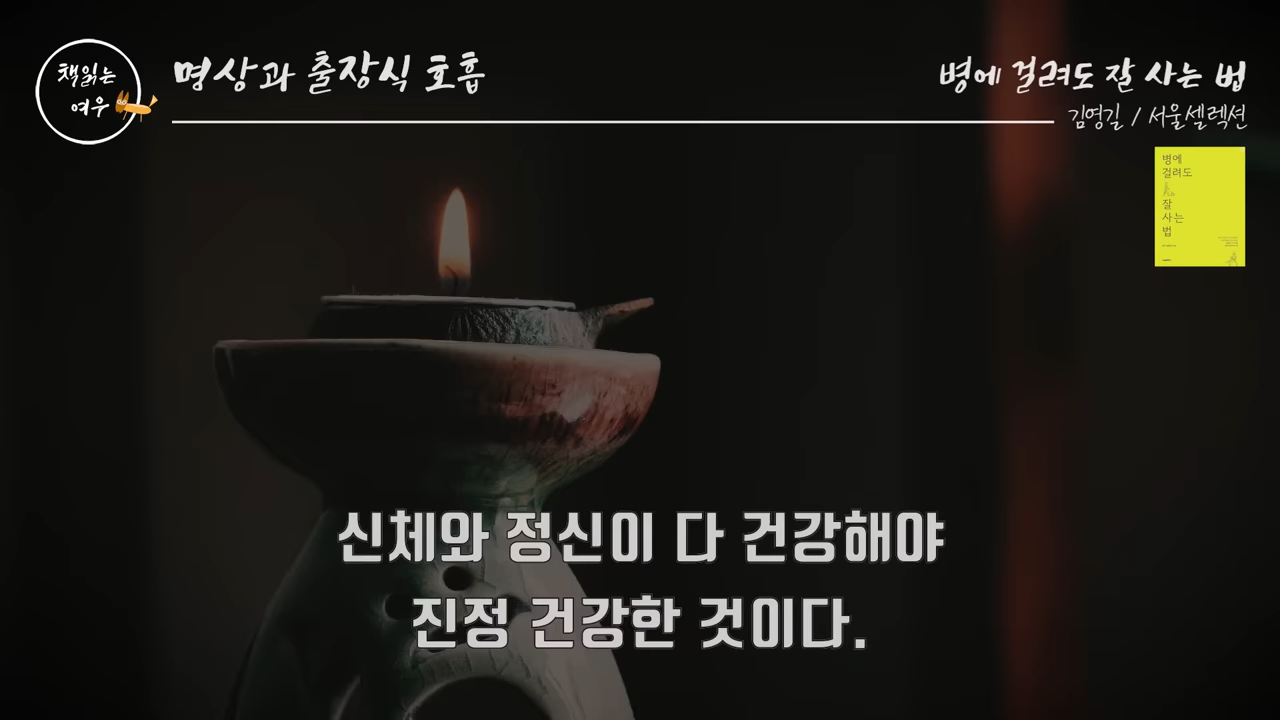 책읽는
여우
명상과 출장식 호흡
병에 걸려도 잘 사는 법
김영길 / 서울셀렉션
병에
걸려도
잘
사는
법
신체와 정신이 다 건강해야
진정 건강한 것이다.